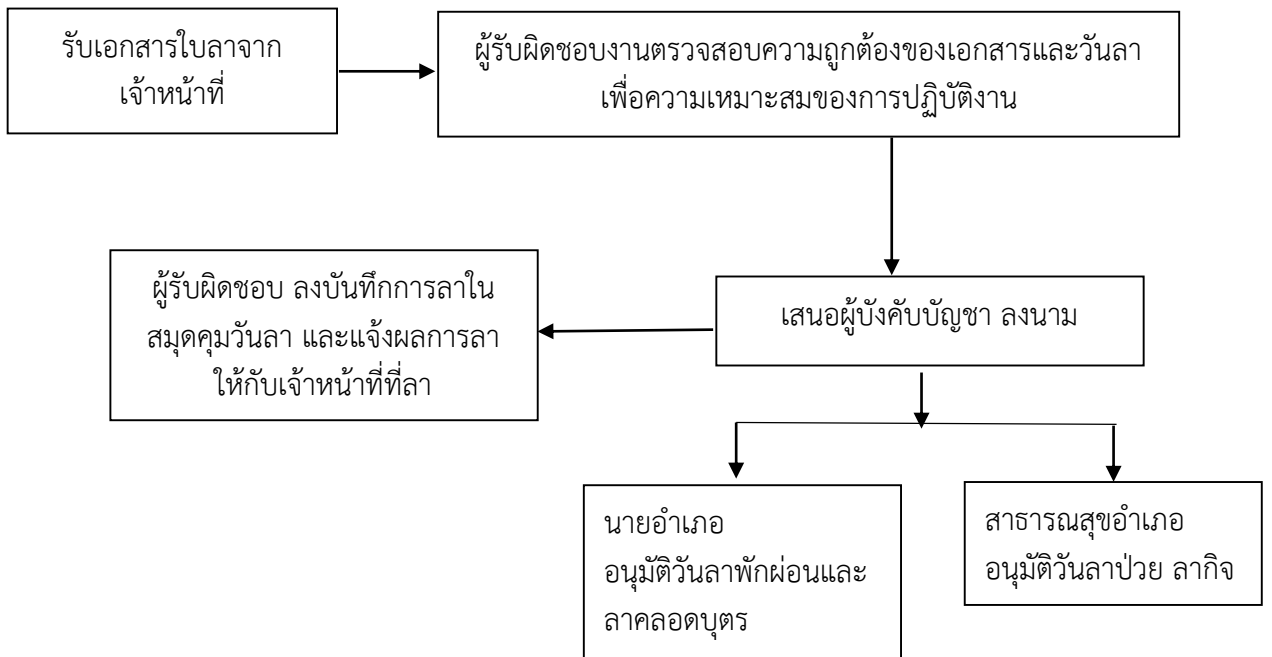 รับเอกสารใบลาจาก
เจ้าหน้าที่
ผู้รับผิดชอบงานตรวจสอบความถูกต้องของเอกสารและวันลา
เพื่อความเหมาะสมของการปฏิบัติงาน
เสนอผู้บังคับบัญชา ลงนาม
ผู้รับผิดชอบ ลงบันทึกการลาใน
สมุดคุมวันลา และแจ้งผลการลา
ให้กับเจ้าหน้าที่ที่ลา
นายอำเภอ
อนุมัติวันลาพักผ่อนและ
ลาคลอดบุตร
สาธารณสุขอำเภอ
อนุมัติวันลาป่วย ลากิจ